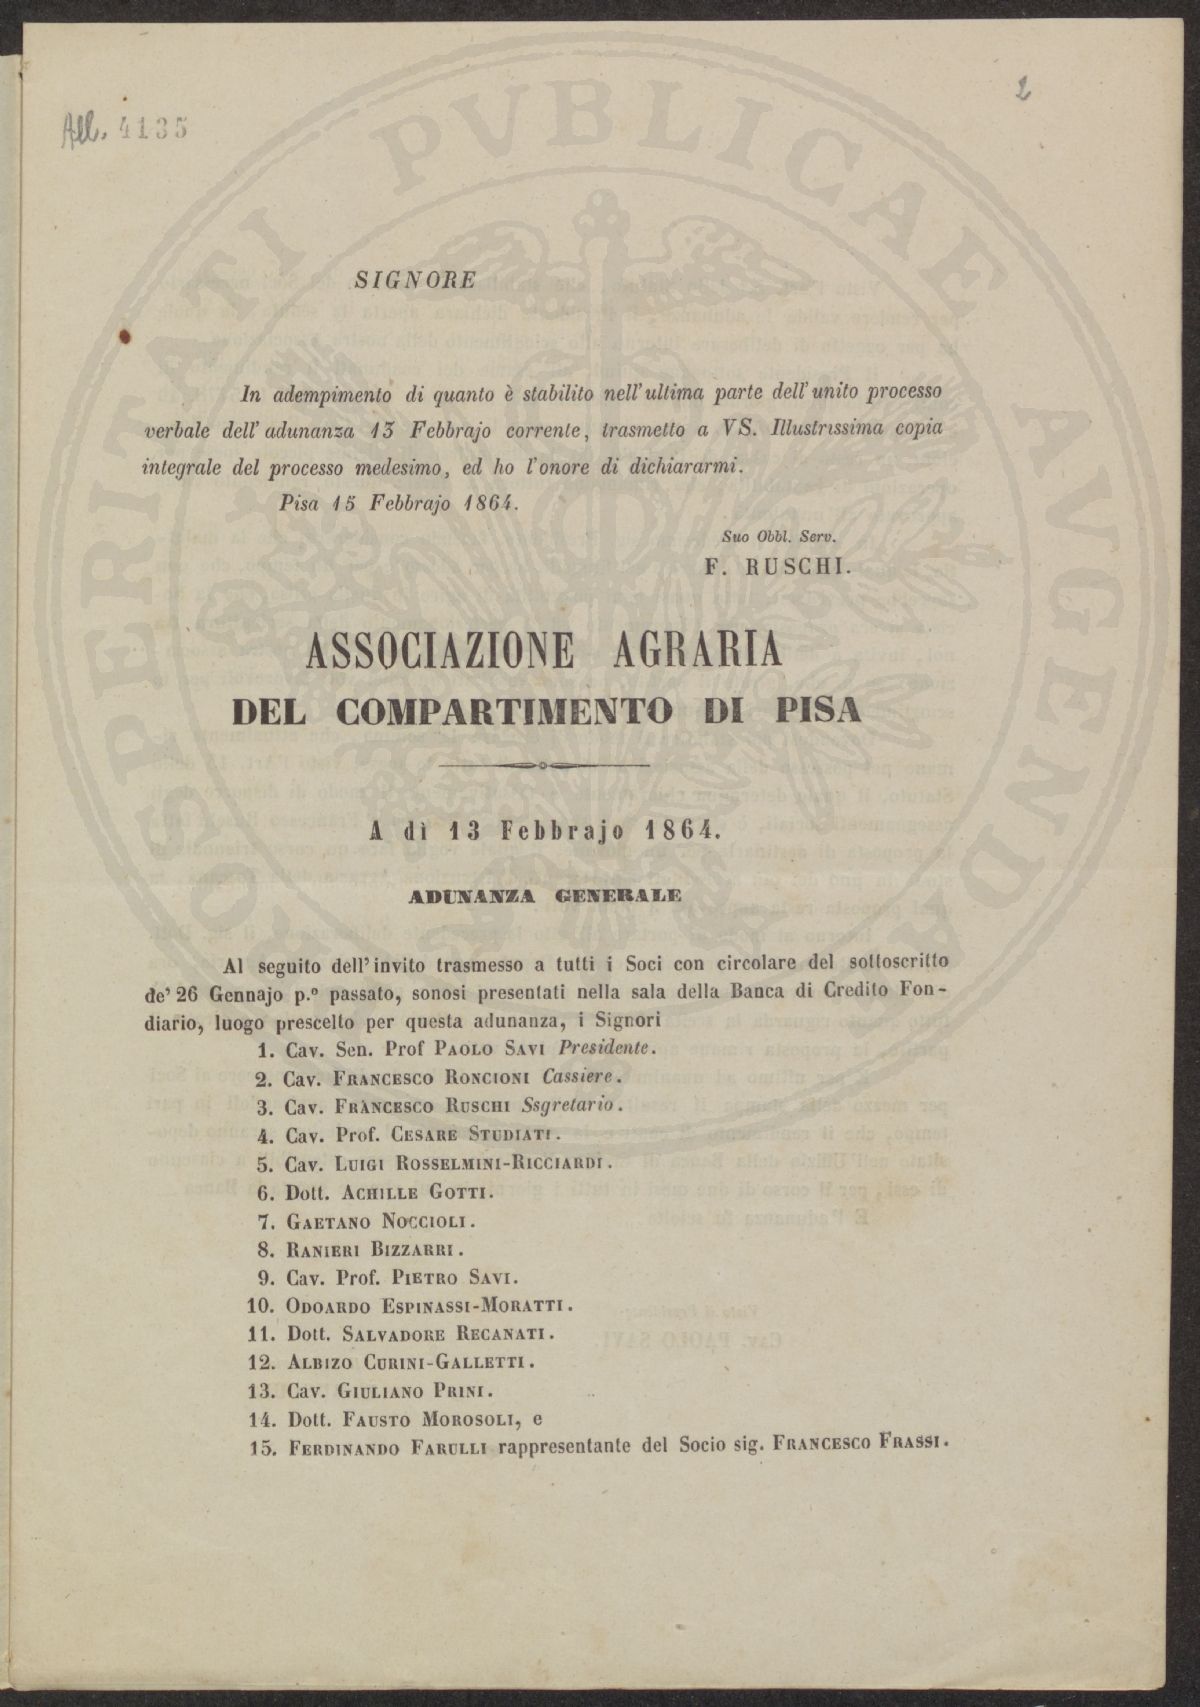 2
All. 4135
PROSPERITATI PVBLICAE AVGENDAE
SIGNORE
In adempimento di quanto è stabilito nell' ultima parte dell' unito processo
verbale dell' adunanza 13 Febbrajo corrente, trasmetto a VS. Illustrissima copia
integrale del processo medesimo, ed ho l'onore di dichiararmi.
Pisa 15 Febbrajo 1864.
Suo Obbl. Serv.
F. RUSCHI.
ASSOCIAZIONE AGRARIA
DEL COMPARTIMENTO DI PISA
A dì 13 Febbrajo 1864.
ADUNANZA GENERALE
Al seguito dell' invito trasmesso a tutti i Soci con circolare del sottoscritto
de' 26 Gennajo p.º passato, sonosi presentati nella sala della Banca di Credito Fon-
diario, luogo prescelto per questa adunanza, i Signori
1. Cav. Sen. Prof PAOLO SAVI Presidente.
2. Cav. FRANCESCO RONCIONI Cassiere.
3. Cav. FRANCESCO RUSCHI Ssgretario.
4. Cav. Prof. CESARE STUDIATI.
5. Cav. LUIGI ROSSELMINI-RICCIARDI.
6. Dott. ACHILLE GOTTI.
7. GAETANO NOCCIOLI.
8. RANIERI BIZZARRI.
9. Cav. Prof. PIETRO SAVI.
10. ODOARDO ESPINASSI-MORATTI.
11. Dott. SALVADORE RECANATI.
12. ALBIZO CURINI-GALLETTI.
13. Cav. GIULIANO PRINI.
14. Dott. FAUSTO MOROSOLI, e
15. FERDINANDO FARULLI rappresentante del Socio sig. FRANCESCO FRASSI.